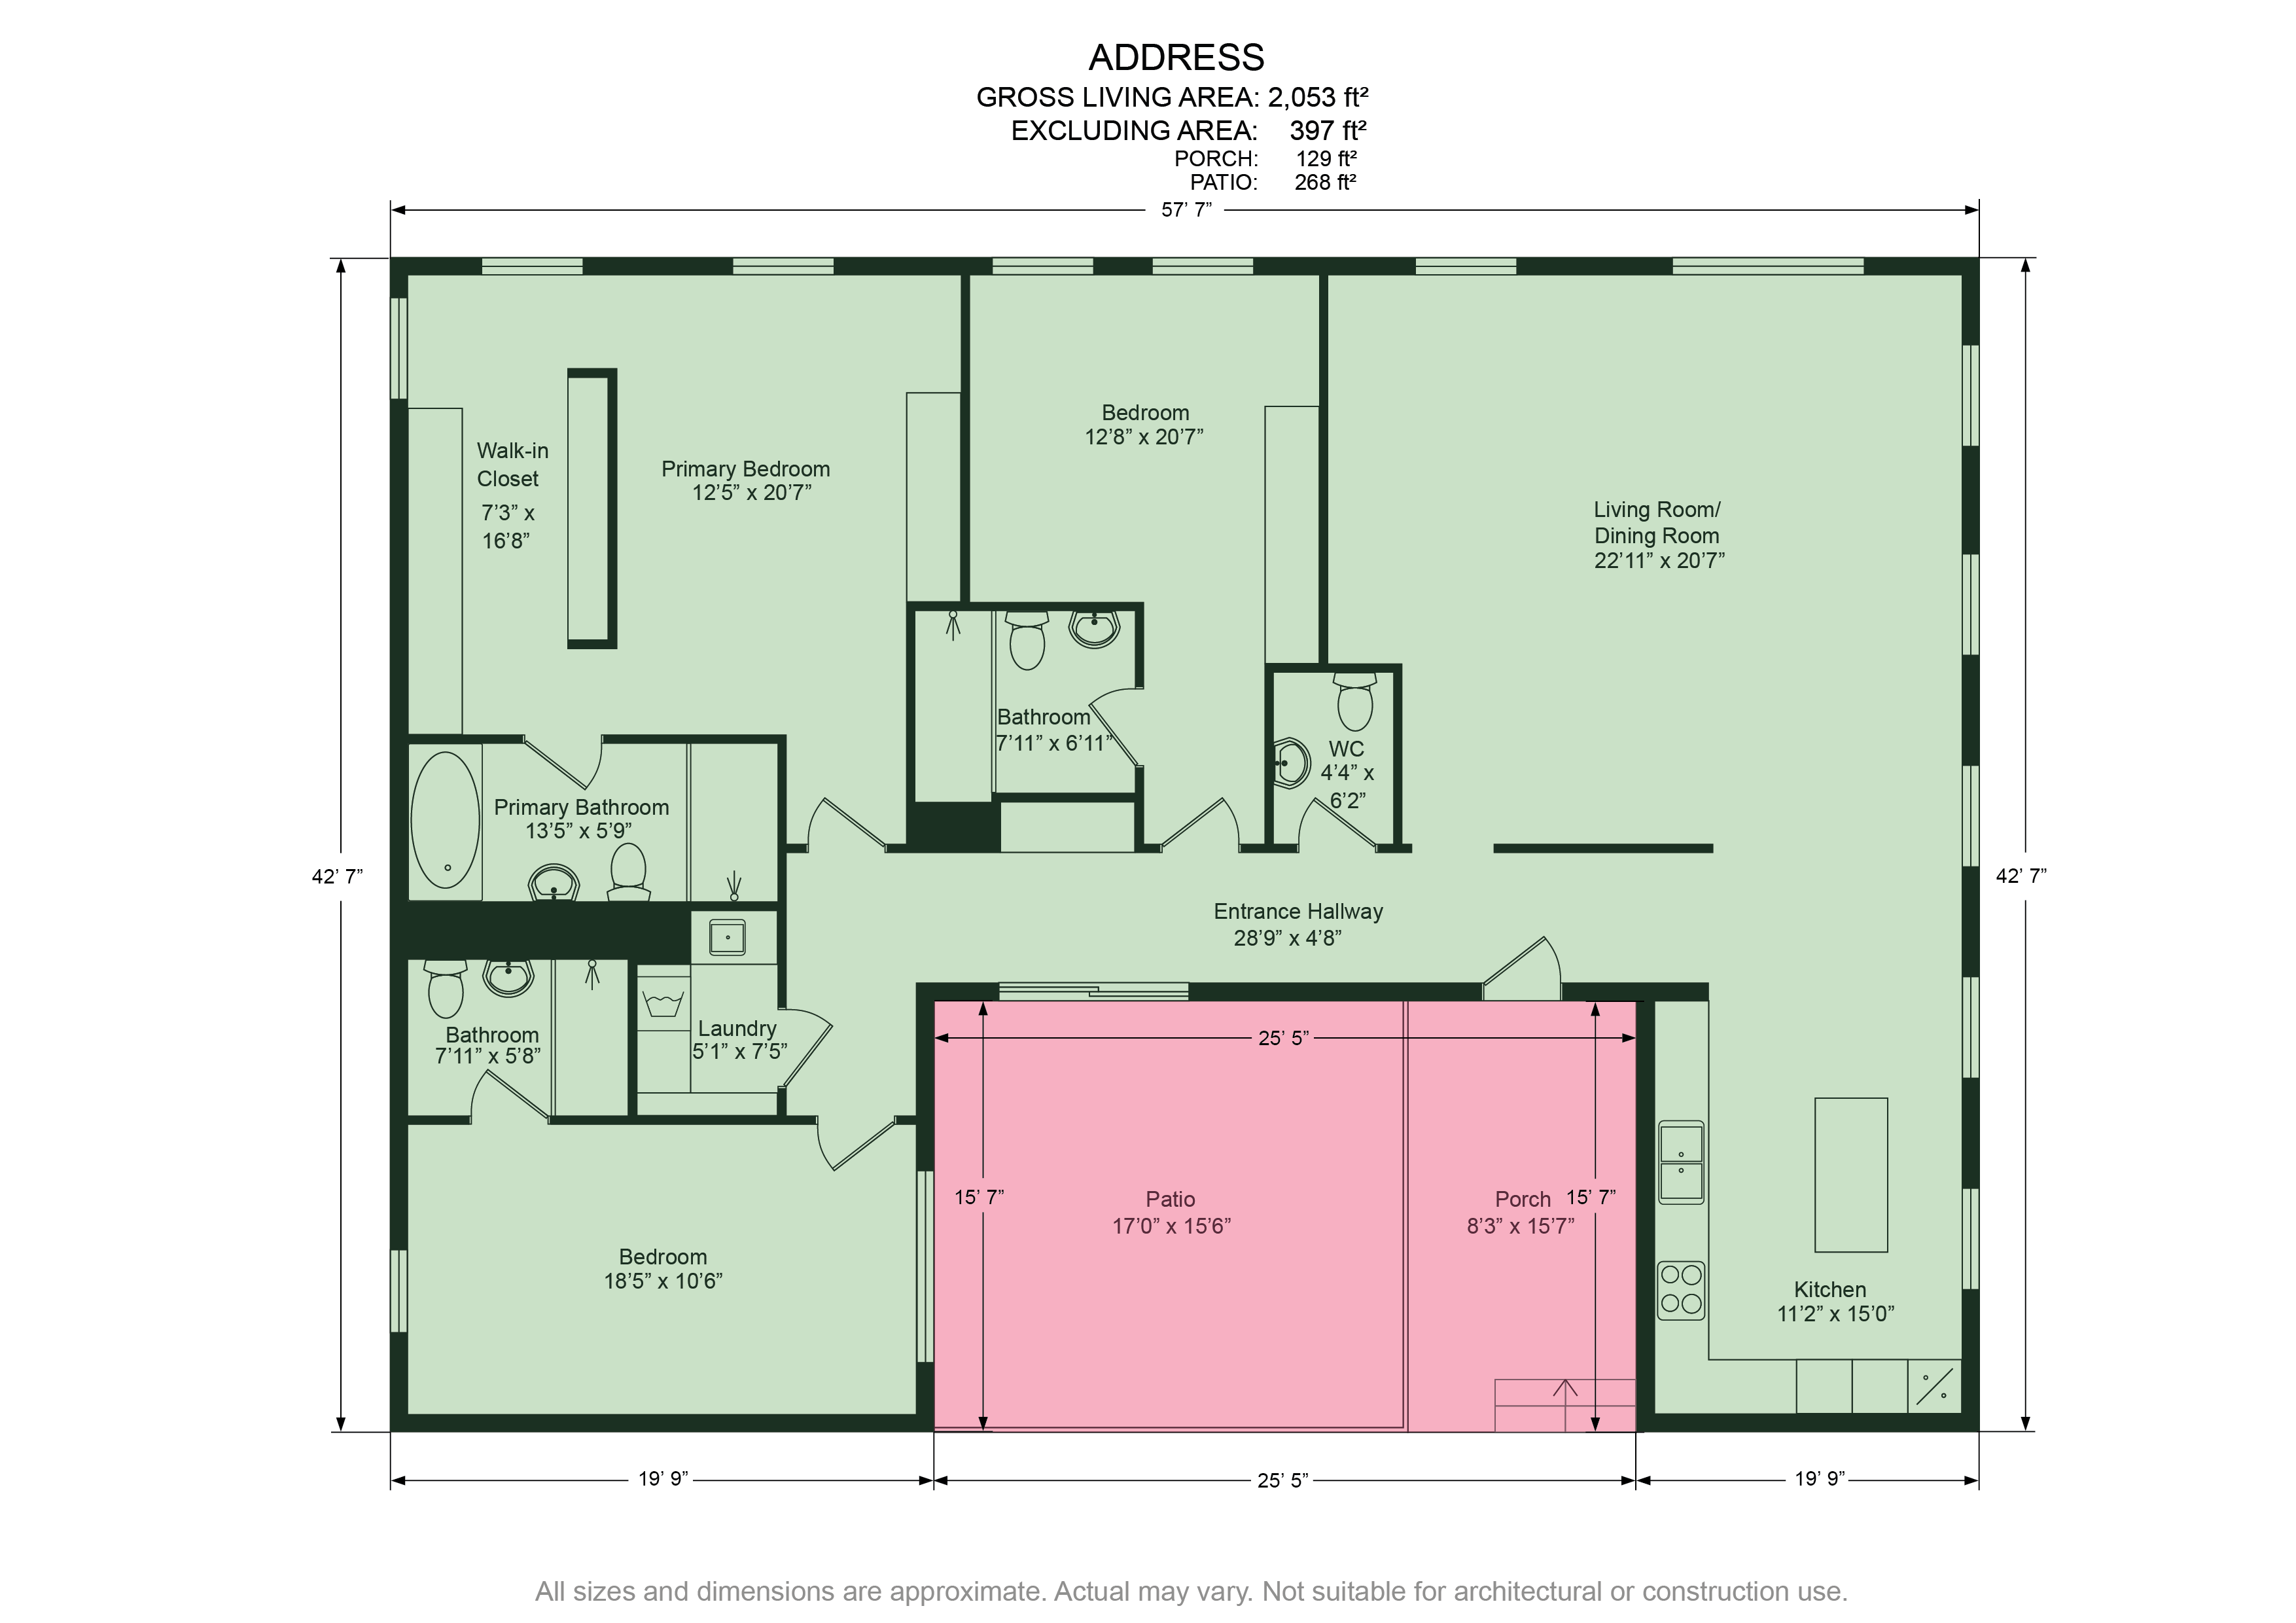 ADDRESS
GROSS LIVING AREA: 2,053 ft²
EXCLUDING AREA: 397 ft²
PORCH: 129 ft²
PATIO: 268 ft²
57’ 7”
Bedroom
12’8” x 20’7”
Walk-in
Closet
7’3” x
16’8”
Primary Bedroom
12’5” x 20’7”
Living Room/
Dining Room
22’11” x 20’7”
Bathroom
7’11” x 6’11”
WC
4’4” x
6’2”
Primary Bathroom
13’5” x 5’9”
42’ 7”
42’ 7”
Entrance Hallway
28’9” x 4’8”
Bathroom
7’11” x 5’8”
Laundry
5’1” x 7’5”
25’ 5”
15’ 7”
Patio
17’0” x 15’6”
Porch
8’3” x 15’7”
15’ 7”
Bedroom
18’5” x 10’6”
Kitchen
11’2” x 15’0”
19’ 9”
25’ 5”
19’ 9”
All sizes and dimensions are approximate. Actual may vary. Not suitable for architectural or construction use.